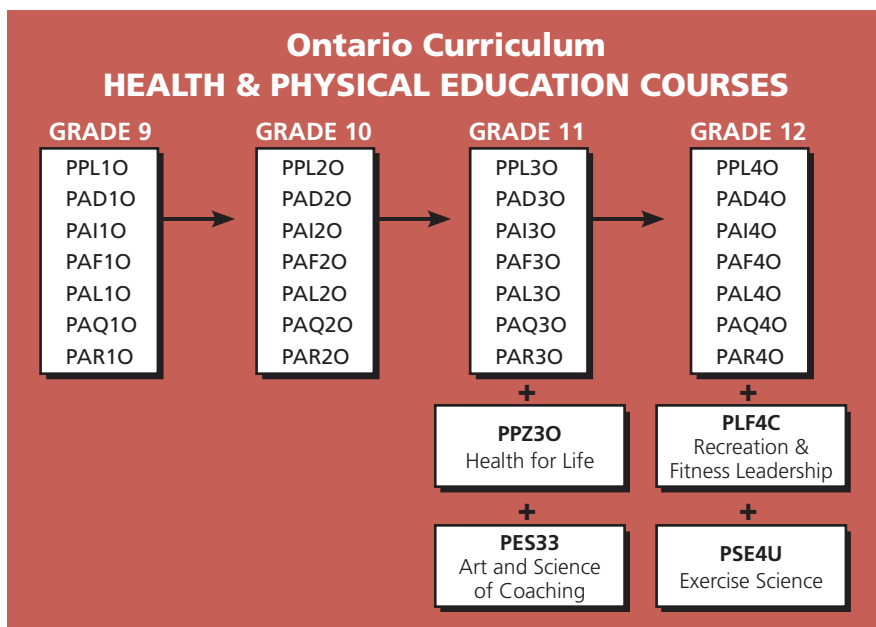 Ontario Curriculum
HEALTH & PHYSICAL EDUCATION COURSES
GRADE 9
PPL1O
PAD1O
PAI1O
PAF1O
PAL1O
PAQ1O
PAR1O
GRADE 10
PPL2O
PAD2O
PAI2O
PAF2O
PAL2O
PAQ2O
PAR2O
GRADE 11
PPL3O
PAD3O
PAI3O
PAF3O
PAL3O
PAQ3O
PAR3O
+
PPZ3O
Health for Life
+
PES33
Art and Science
of Coaching
GRADE 12
PPL4O
PAD4O
PAI4O
PAF4O
PAL4O
PAQ4O
PAR4O
+
PLF4C
Recreation &
Fitness Leadership
+
PSE4U
Exercise Science